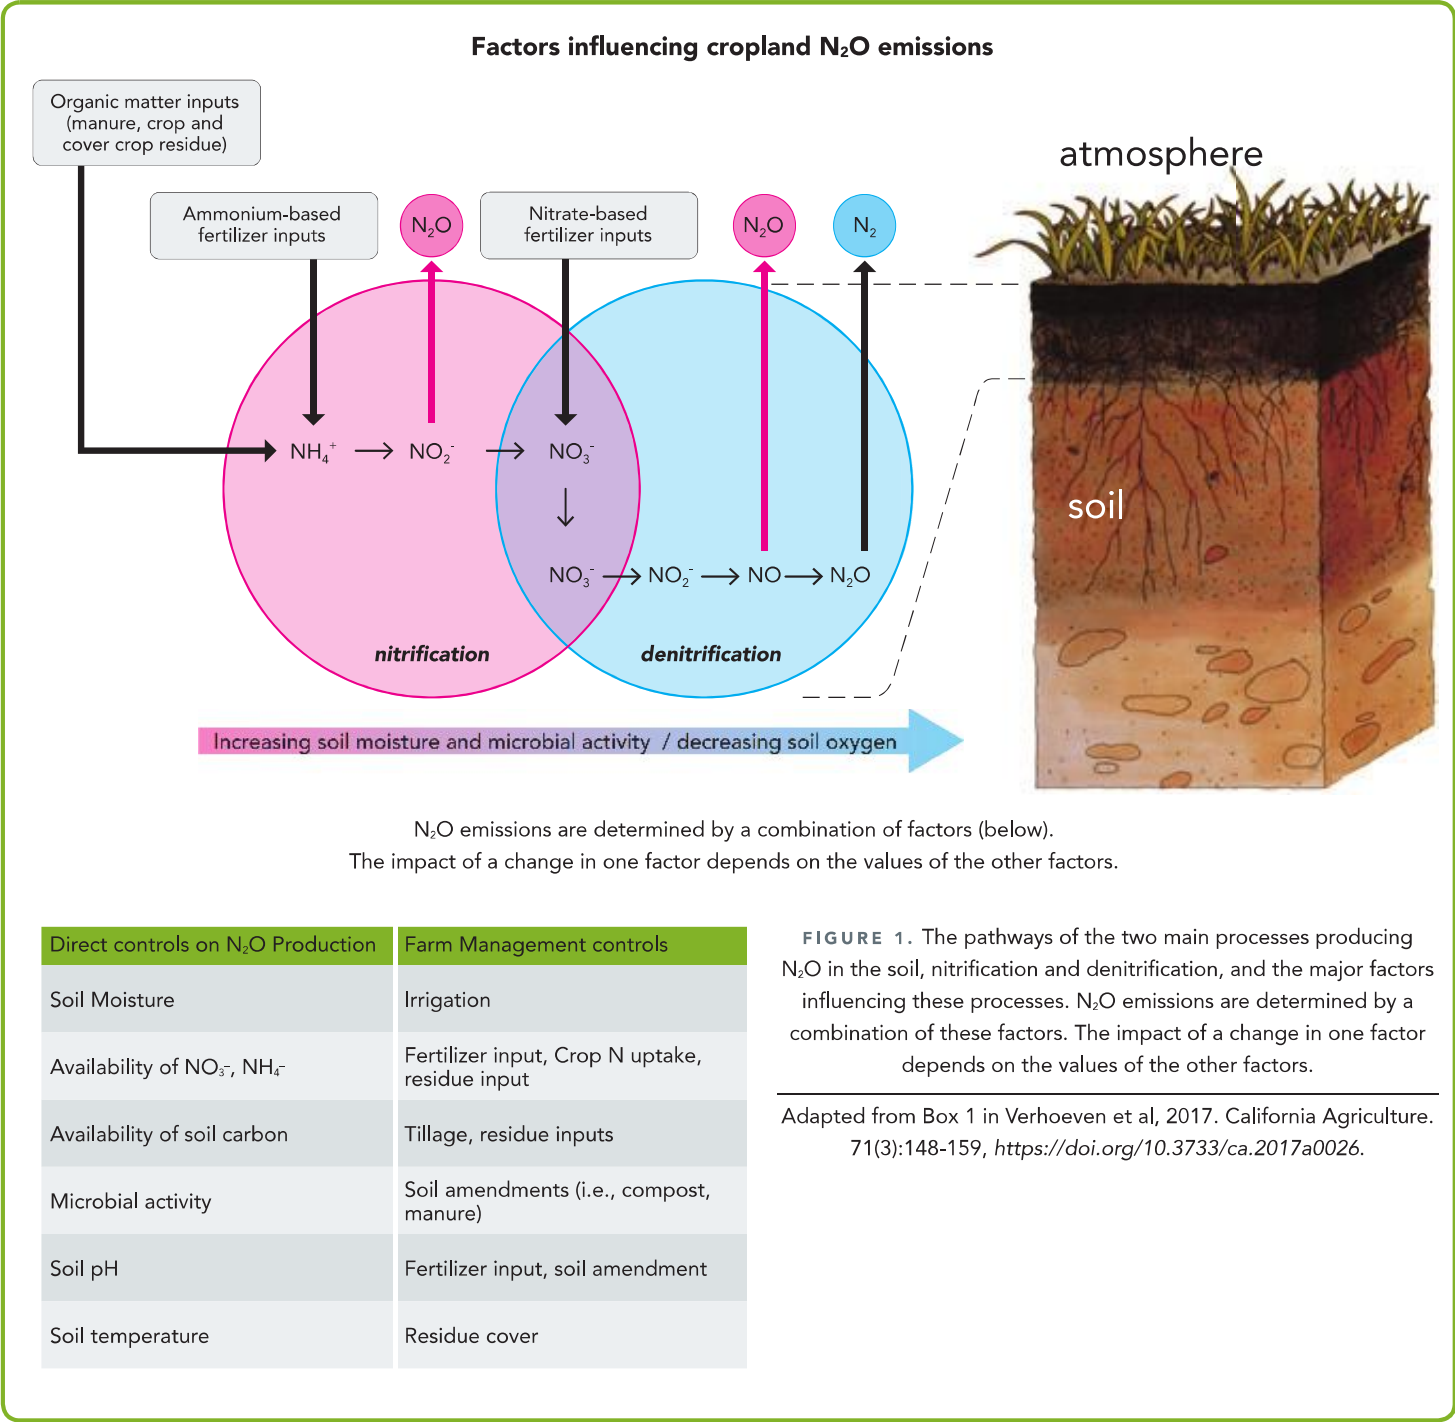 Factors influencing cropland N₂O emissions
Organic matter inputs
(manure, crop and
cover crop residue)
Ammonium-based
fertilizer inputs
N₂O
Nitrate-based
fertilizer inputs
N₂O
N₂
atmosphere
NH₄⁺
NO₂⁻
NO₃⁻
soil
NO₃⁻
NO₂⁻
NO
N₂O
nitrification
denitrification
Increasing soil moisture and microbial activity / decreasing soil oxygen
N₂O emissions are determined by a combination of factors (below).
The impact of a change in one factor depends on the values of the other factors.
Direct controls on N₂O Production
Farm Management controls
Soil Moisture
Irrigation
Availability of NO₃⁻, NH₄⁻
Fertilizer input, Crop N uptake,
residue input
Availability of soil carbon
Tillage, residue inputs
Microbial activity
Soil amendments (i.e., compost,
manure)
Soil pH
Fertilizer input, soil amendment
Soil temperature
Residue cover
FIGURE 1. The pathways of the two main processes producing
N₂O in the soil, nitrification and denitrification, and the major factors
influencing these processes. N₂O emissions are determined by a
combination of these factors. The impact of a change in one factor
depends on the values of the other factors.
Adapted from Box 1 in Verhoeven et al, 2017. California Agriculture.
71(3):148-159, https://doi.org/10.3733/ca.2017a0026.